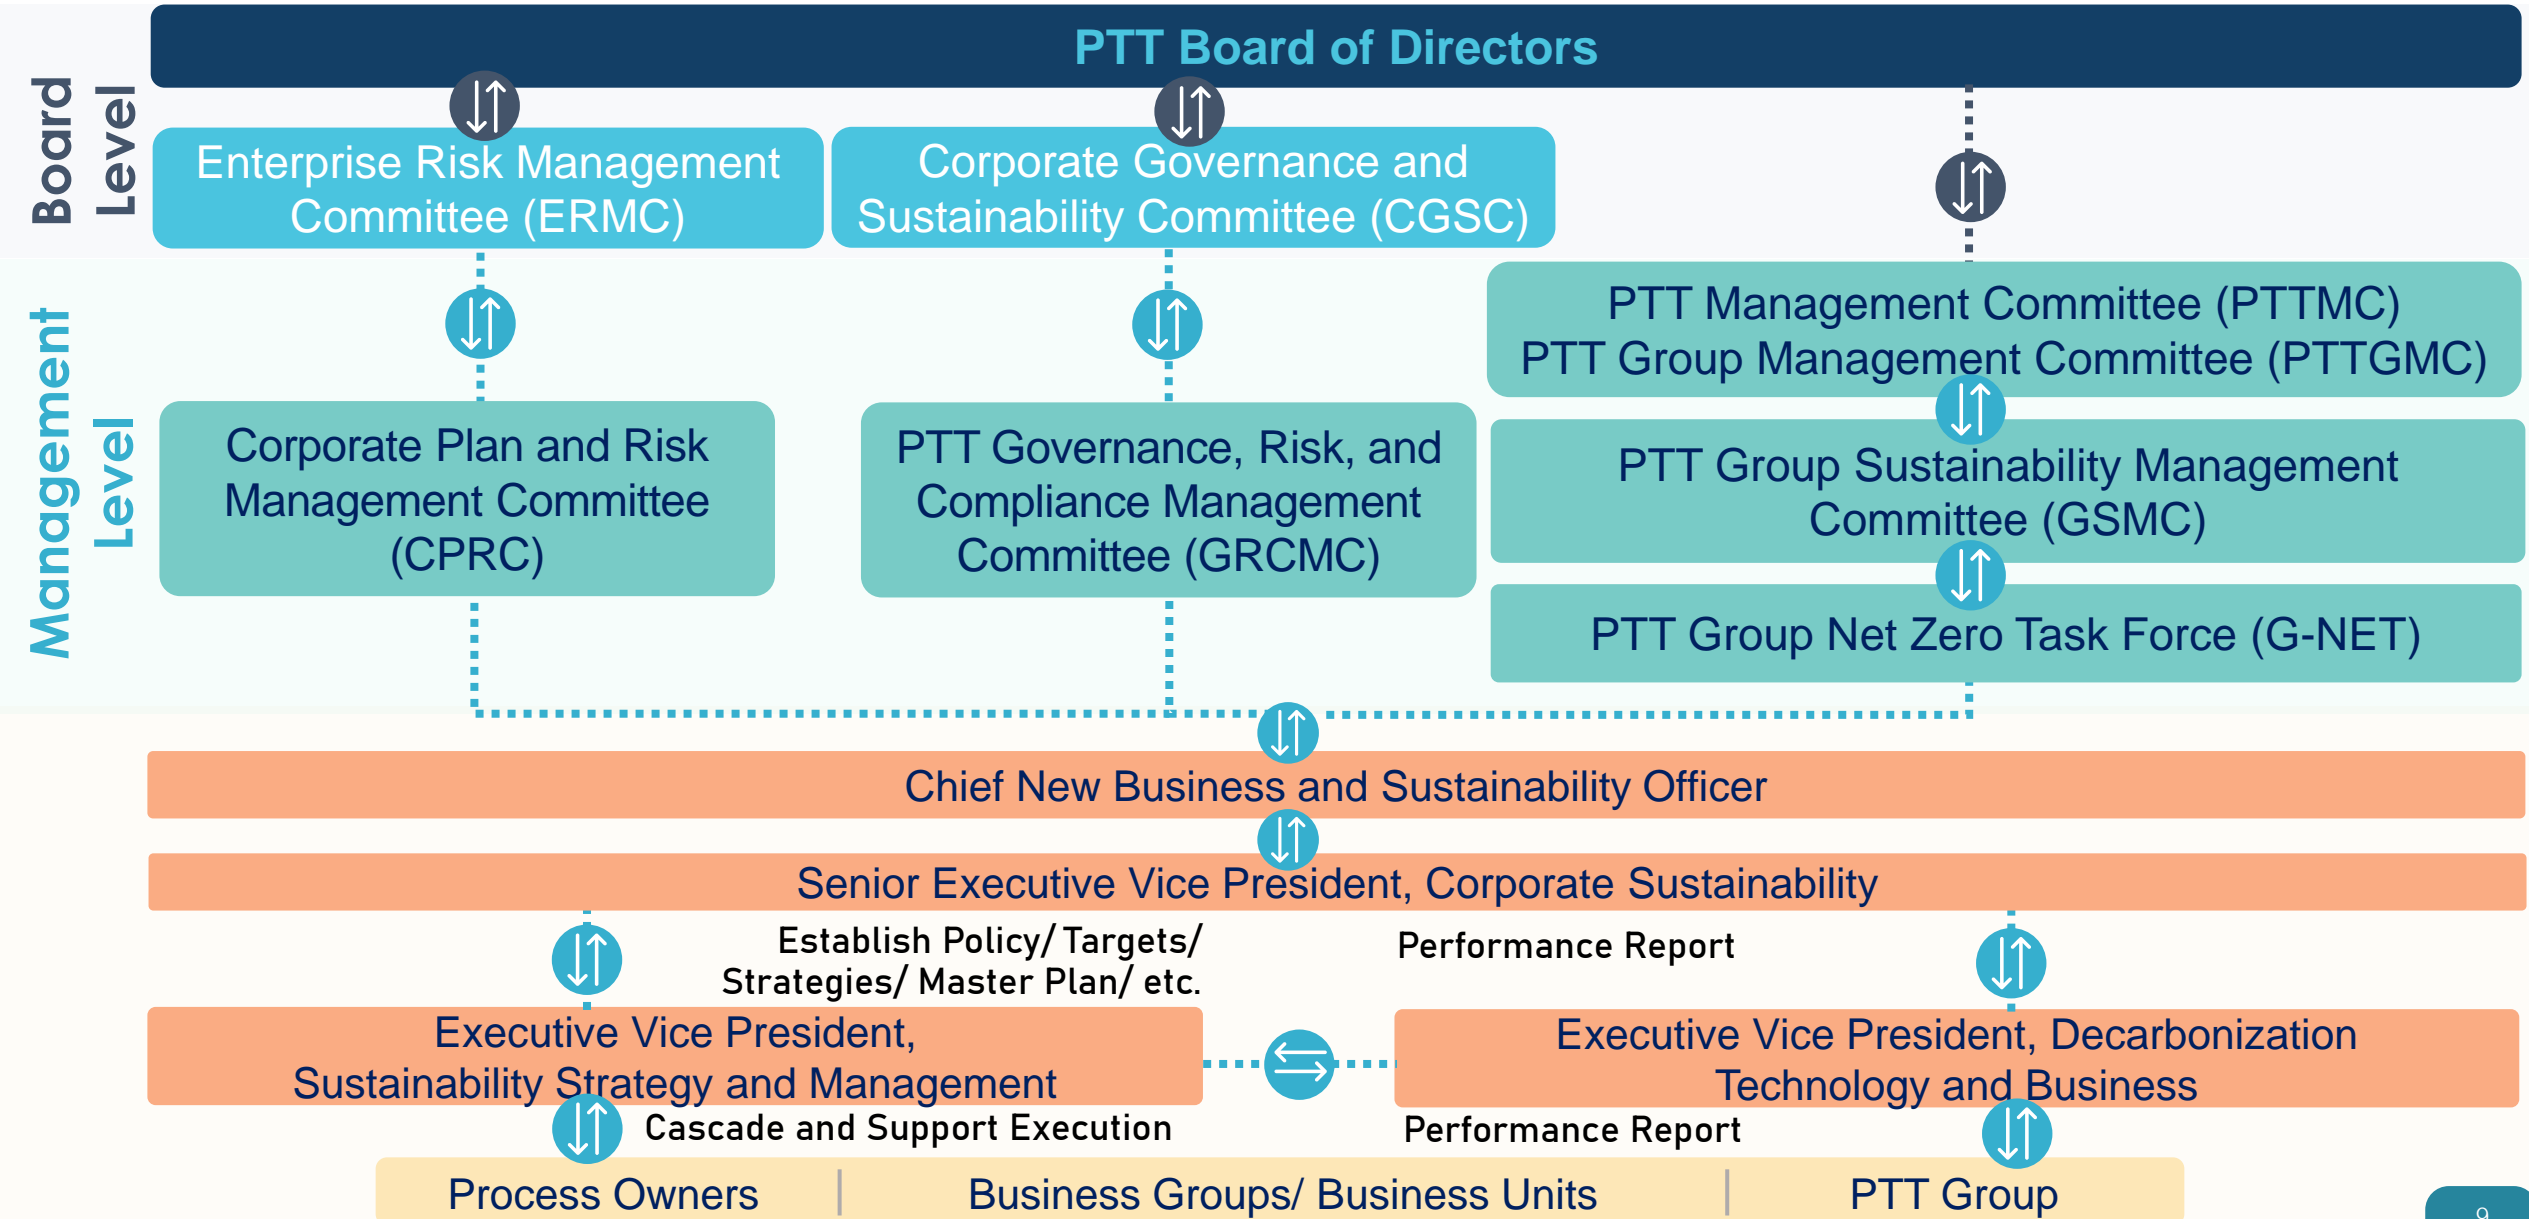 PTT Board of Directors
Board
Level
Enterprise Risk Management
Committee (ERMC)
Corporate Governance and
Sustainability Committee (CGSC)
Management
Level
PTT Management Committee (PTTMC)
PTT Group Management Committee (PTTGMC)
Corporate Plan and Risk
Management Committee
(CPRC)
PTT Governance, Risk, and
Compliance Management
Committee (GRCMC)
PTT Group Sustainability Management
Committee (GSMC)
PTT Group Net Zero Task Force (G-NET)
Chief New Business and Sustainability Officer
Senior Executive Vice President, Corporate Sustainability
Establish Policy/ Targets/
Strategies/ Master Plan/ etc.
Performance Report
Executive Vice President,
Sustainability Strategy and Management
Executive Vice President, Decarbonization
Technology and Business
Cascade and Support Execution
Performance Report
Process Owners
Business Groups/ Business Units
PTT Group
9